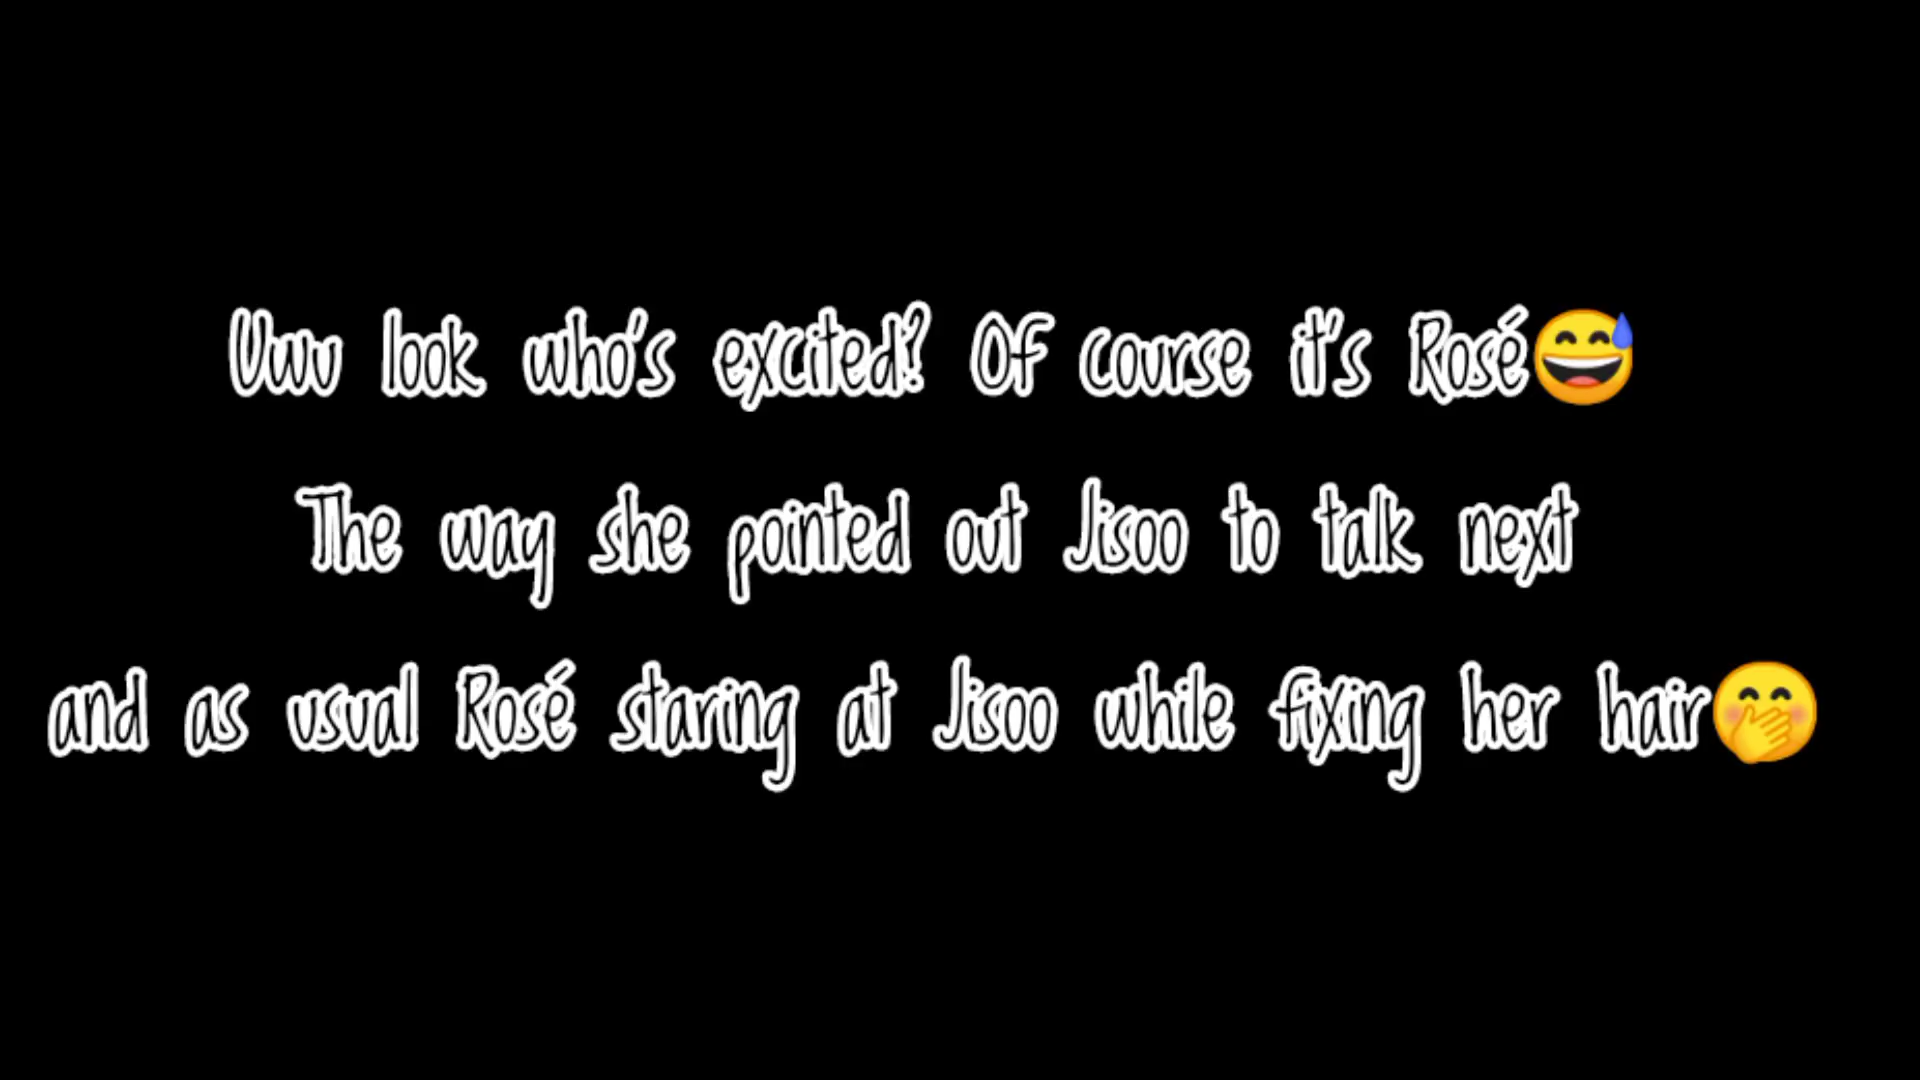 Uwu look who's excited? Of course it's Rosé😅
The way she pointed out Jisoo to talk next
and as usual Rosé staring at Jisoo while fixing her hair🤭